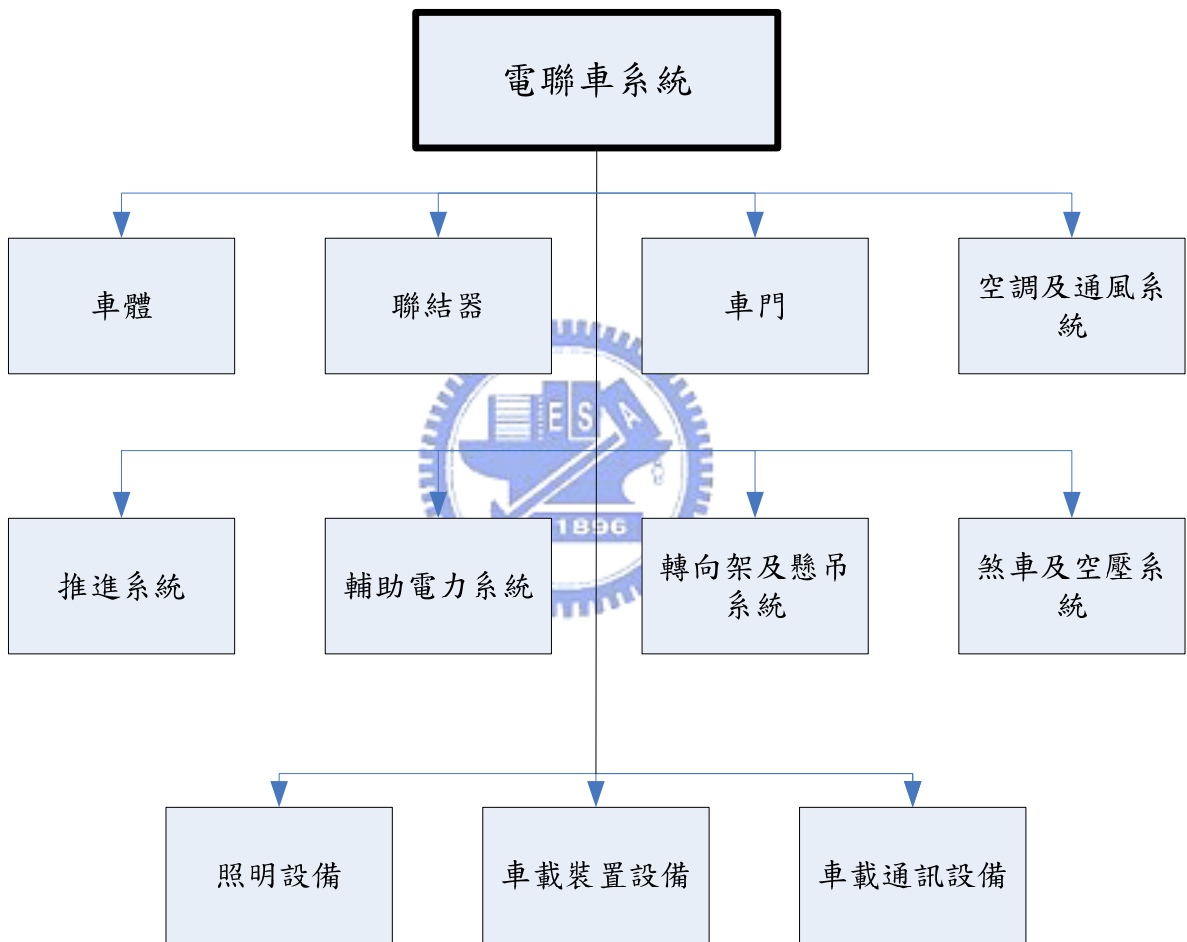 電聯車系統
車體
聯結器
車門
空調及通風系
統
E S A
1896
推進系統
輔助電力系統
轉向架及懸吊
系統
煞車及空壓系
統
照明設備
車載裝置設備
車載通訊設備